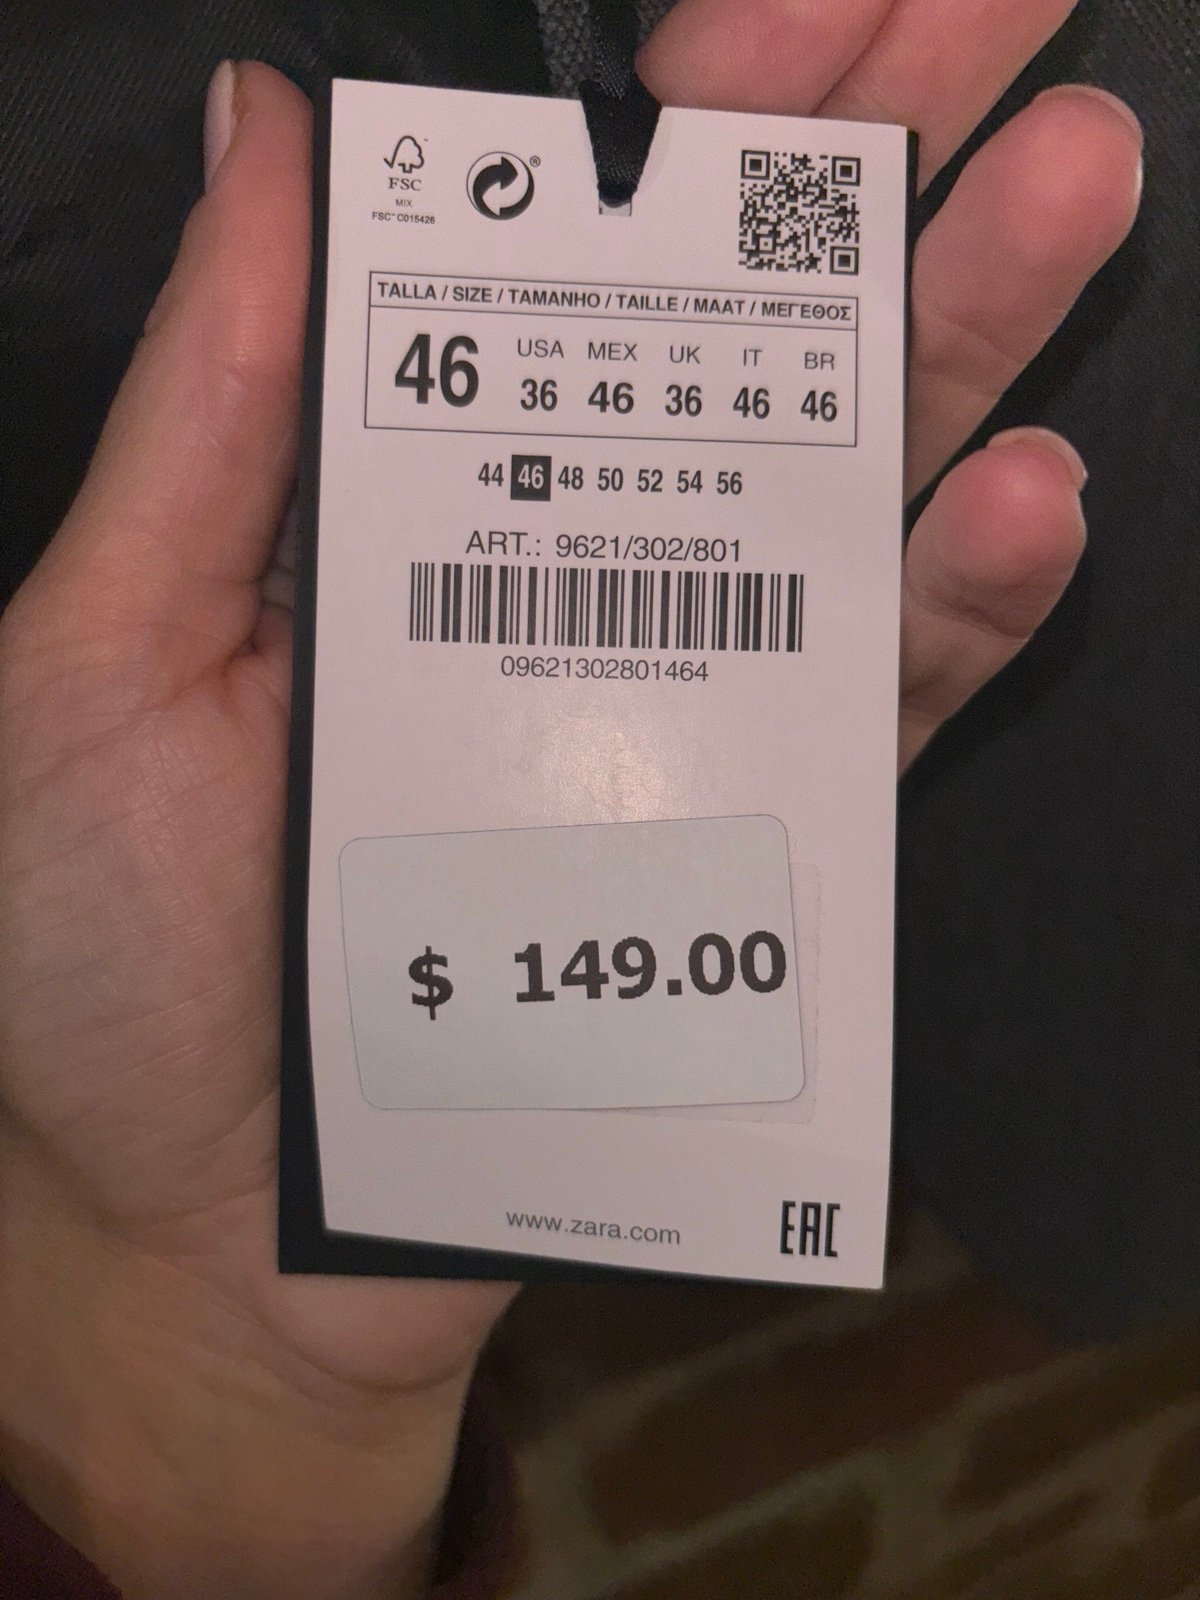 FSC
MIX
FSC™ C015426
®
TALLA / SIZE / TAMANHO / TAILLE / MAAT / ΜΕΓΕΘΟΣ
46
USA MEX UK IT BR
36 46 36 46 46
44 46 48 50 52 54 56
ART.: 9621/302/801
09621302801464
$ 149.00
www.zara.com
EAC